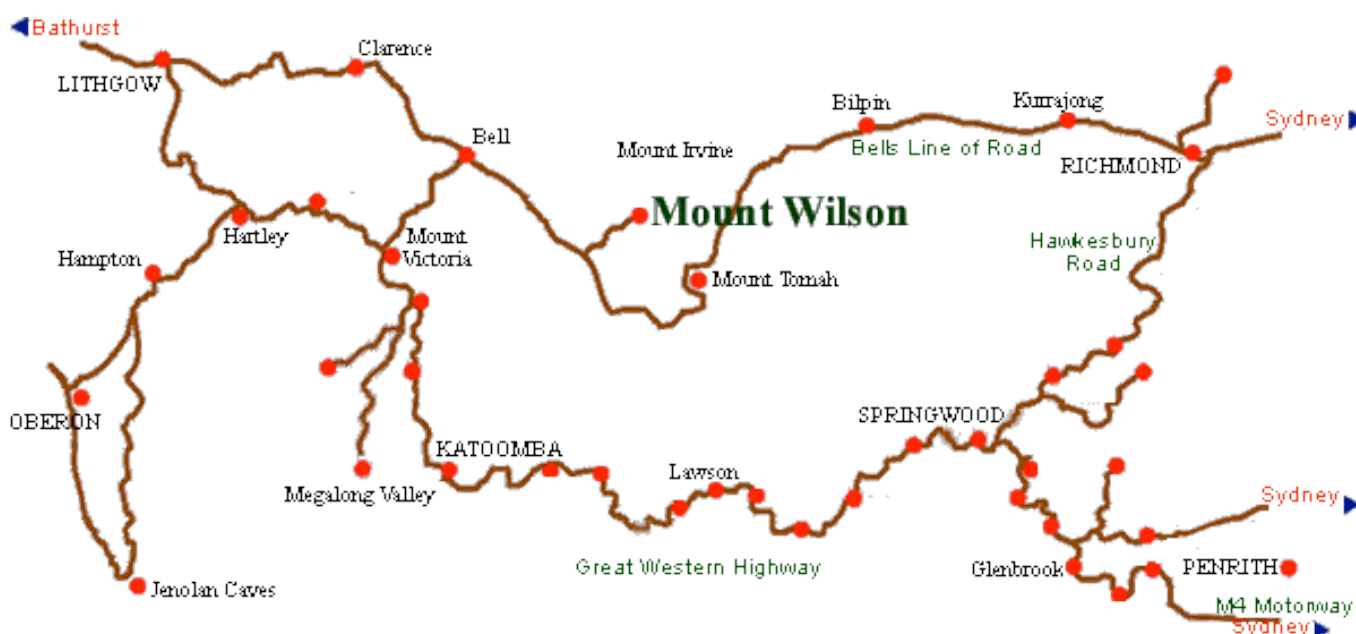 Bathurst
Clarence
LITHGOW
Bilpin
Kurrajong
Sydney
Bell
Mount Irvine
Bells Line of Road
RICHMOND
Mount Wilson
Hartley
Mount
Victoria
Hawkesbury
Road
Hampton
Mount Tomah
OBERON
SPRINGWOOD
KATOOMBA
Lawson
Megalong Valley
Sydney
Great Western Highway
Glenbrook
PENRITH
Jenolan Caves
M4 Motorway
Sydney